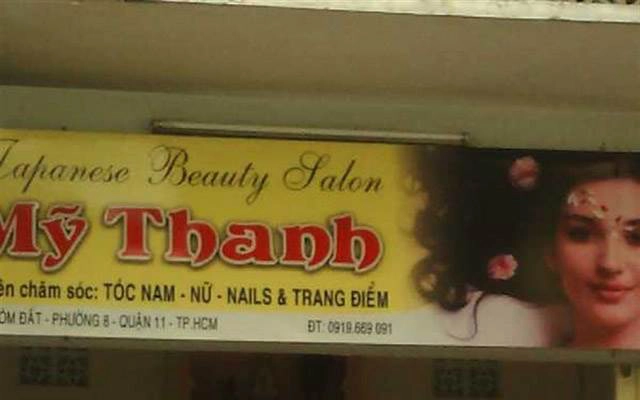 Japanese Beauty Salon
Mỹ Thanh
ên chăm sóc: TÓC NAM - NỮ - NAILS & TRANG ĐIỂM
ÓM ĐẤT - PHƯỜNG 8 - QUẬN 11 - TP.HCM ĐT: 0919.669.091